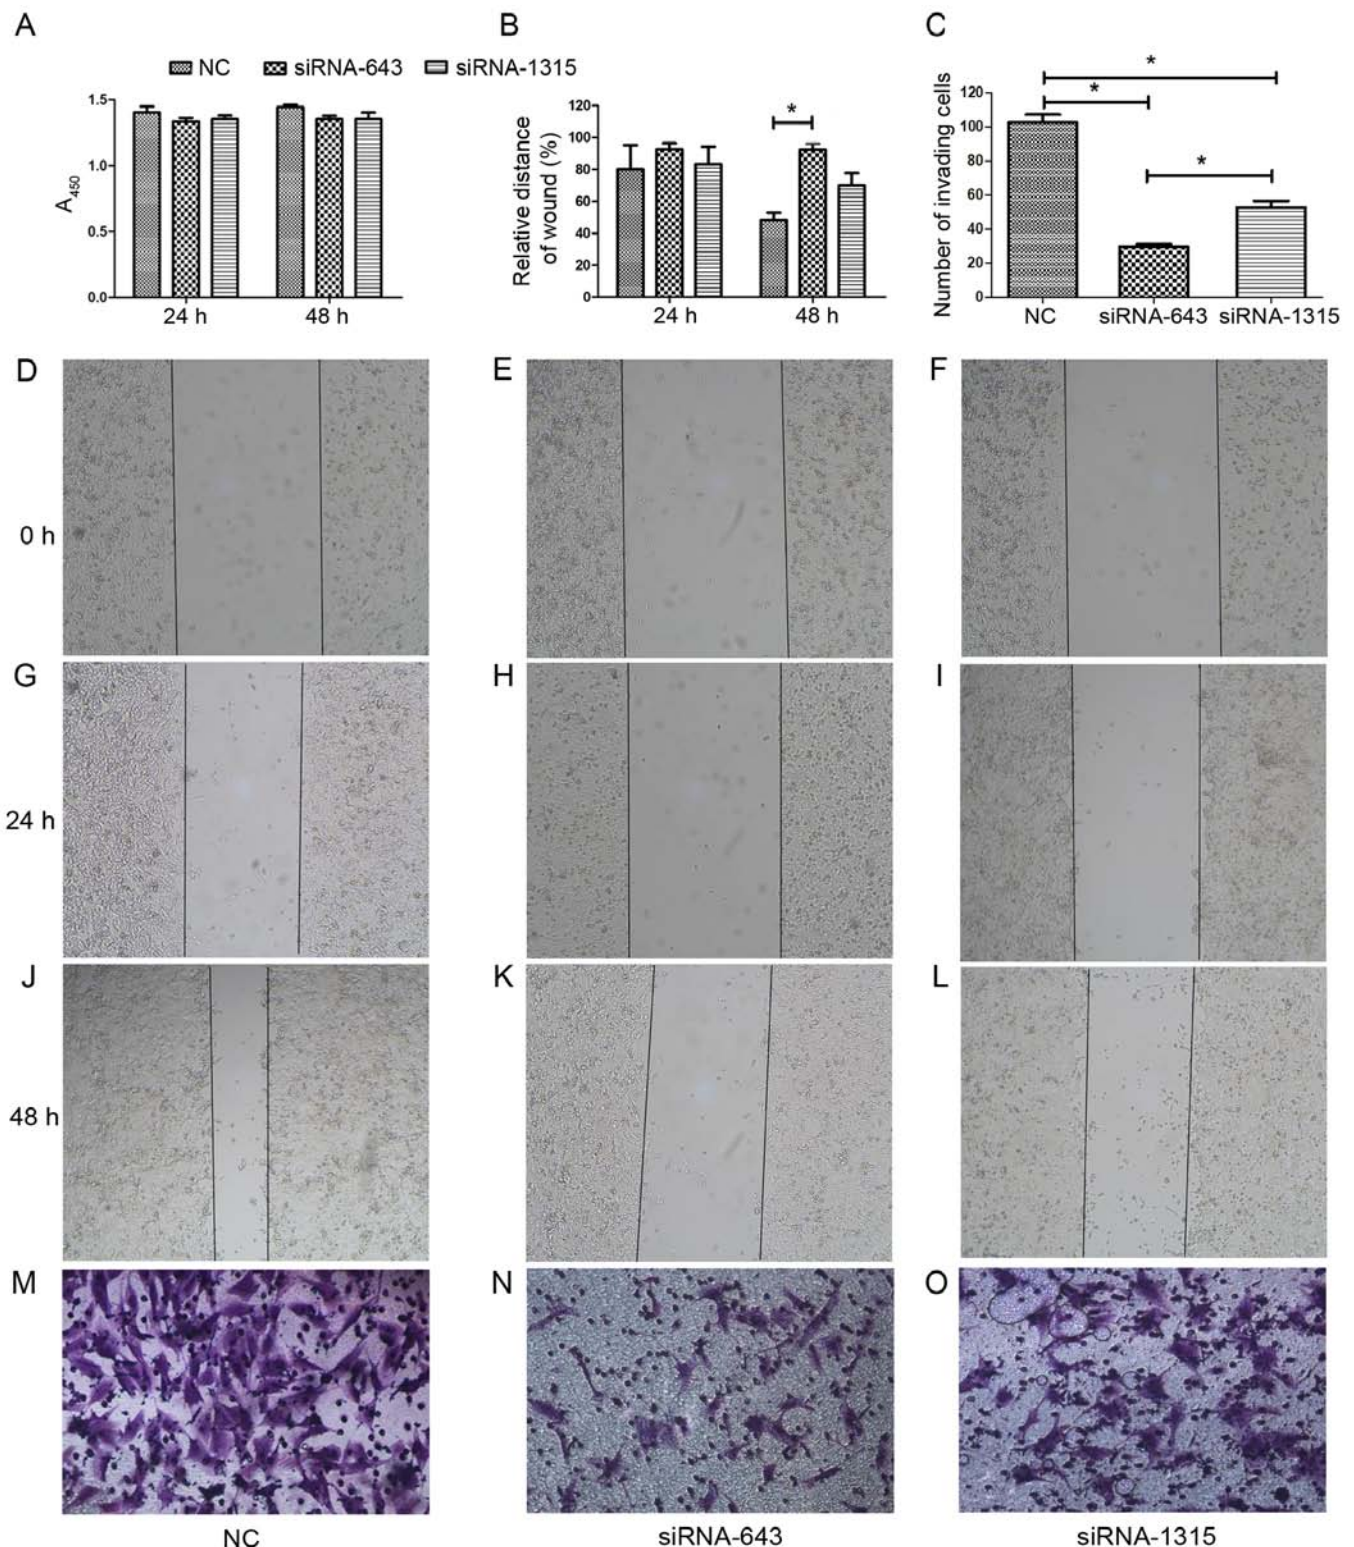 A
B
C
NC
siRNA-643
siRNA-1315
A450
1.5
1.0
0.5
0.0
24 h
48 h
Relative distance
of wound (%)
120
100
80
60
40
20
0
*
24 h
48 h
Number of invading cells
120
100
80
60
40
20
0
*
*
*
NC
siRNA-643
siRNA-1315
D
E
F
0 h
G
H
I
24 h
J
K
L
48 h
M
N
O
NC
siRNA-643
siRNA-1315